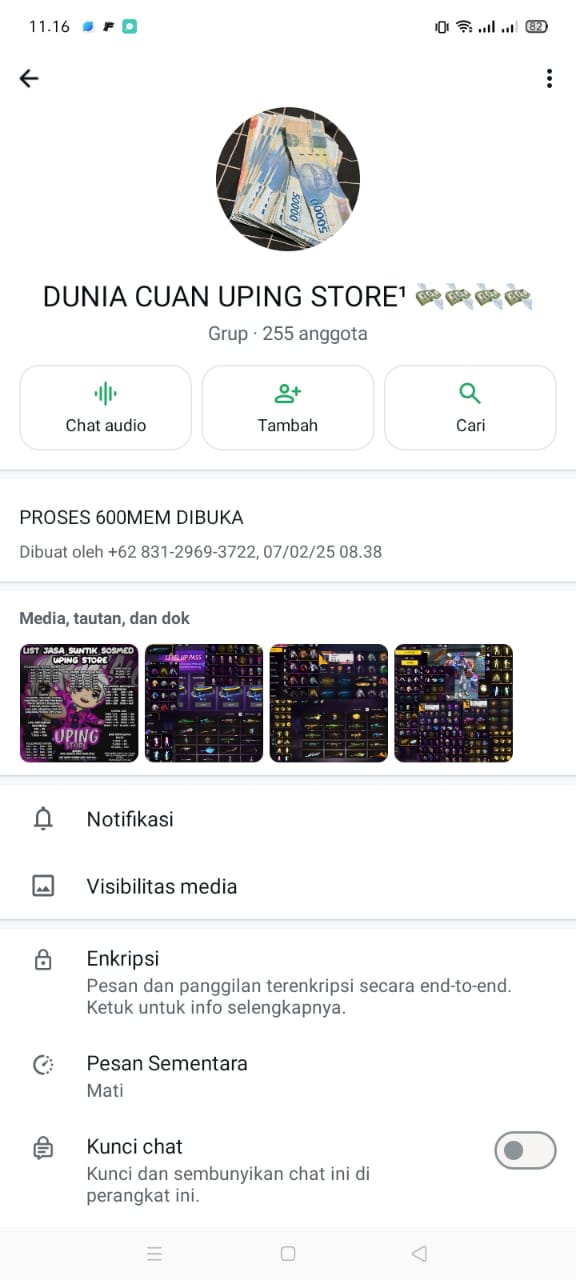 11.16
82
50000
50000
DUNIA CUAN UPING STORE¹ 💸💸💸💸
Grup · 255 anggota
Chat audio
Tambah
Cari
PROSES 600MEM DIBUKA
Dibuat oleh +62 831-2969-3722, 07/02/25 08.38
Media, tautan, dan dok
LIST JASA SUNTIK SOSMED
UPING STORE
UPING
STORE
LEVEL UP PASS
Notifikasi
Visibilitas media
Enkripsi
Pesan dan panggilan terenkripsi secara end-to-end.
Ketuk untuk info selengkapnya.
Pesan Sementara
Mati
Kunci chat
Kunci dan sembunyikan chat ini di
perangkat ini.